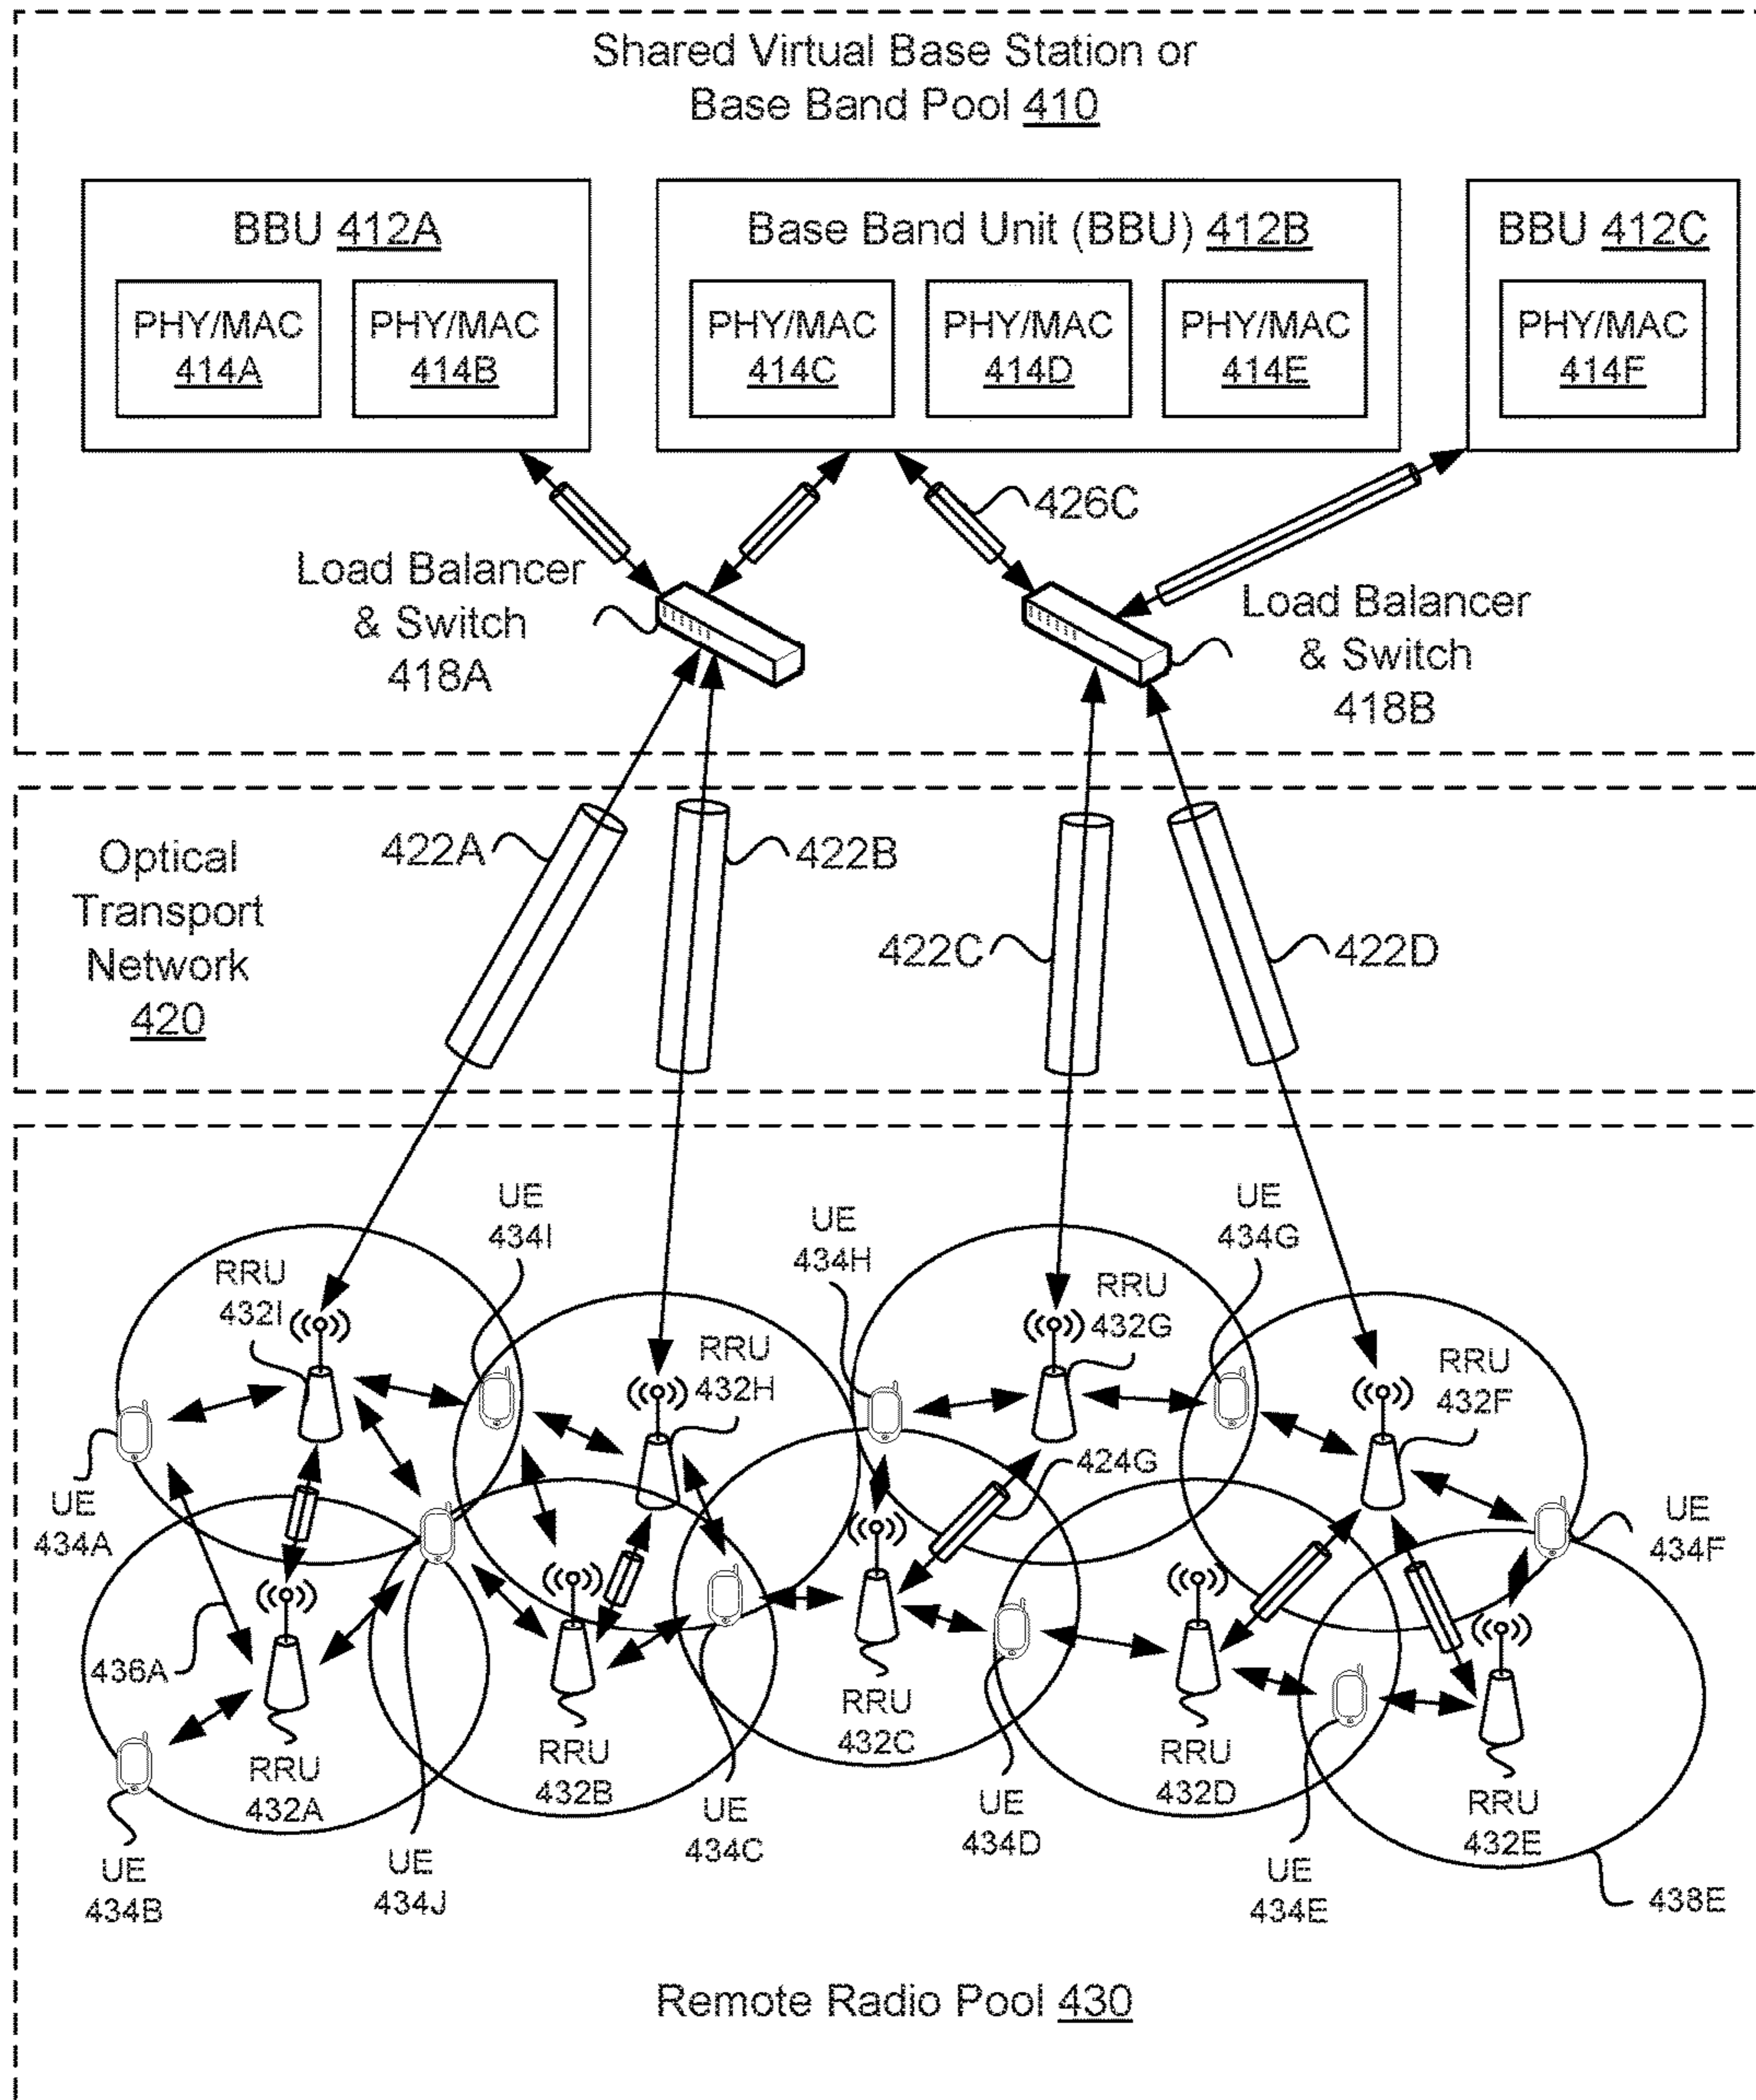 Shared Virtual Base Station or
Base Band Pool 410
BBU 412A
Base Band Unit (BBU) 412B
BBU 412C
PHY/MAC
414A
PHY/MAC
414B
PHY/MAC
414C
PHY/MAC
414D
PHY/MAC
414E
PHY/MAC
414F
426C
Load Balancer
& Switch
418A
Load Balancer
& Switch
418B
Optical
Transport
Network
420
422A
422B
422C
422D
UE
434I
UE
434H
UE
434G
RRU
432I
RRU
432H
RRU
432G
RRU
432F
424G
UE
434A
UE
434F
436A
RRU
432A
RRU
432B
RRU
432C
RRU
432D
RRU
432E
UE
434B
UE
434J
UE
434C
UE
434D
UE
434E
438E
Remote Radio Pool 430